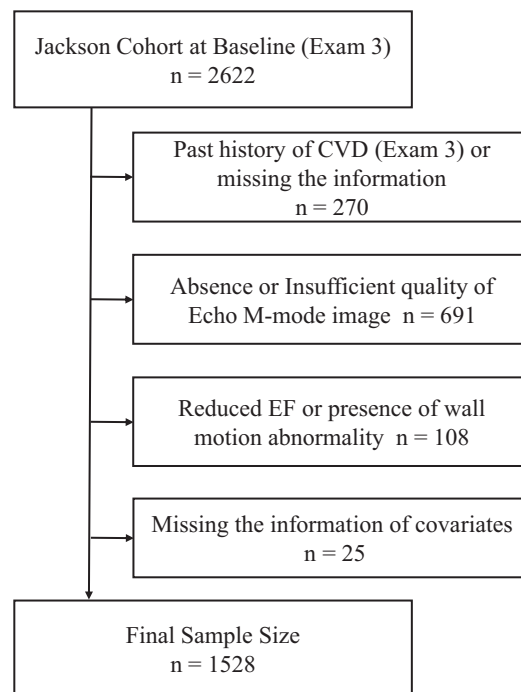 Jackson Cohort at Baseline (Exam 3)
n = 2622
Past history of CVD (Exam 3) or
missing the information
n = 270
Absence or Insufficient quality of
Echo M-mode image  n = 691
Reduced EF or presence of wall
motion abnormality  n = 108
Missing the information of covariates
n = 25
Final Sample Size
n = 1528